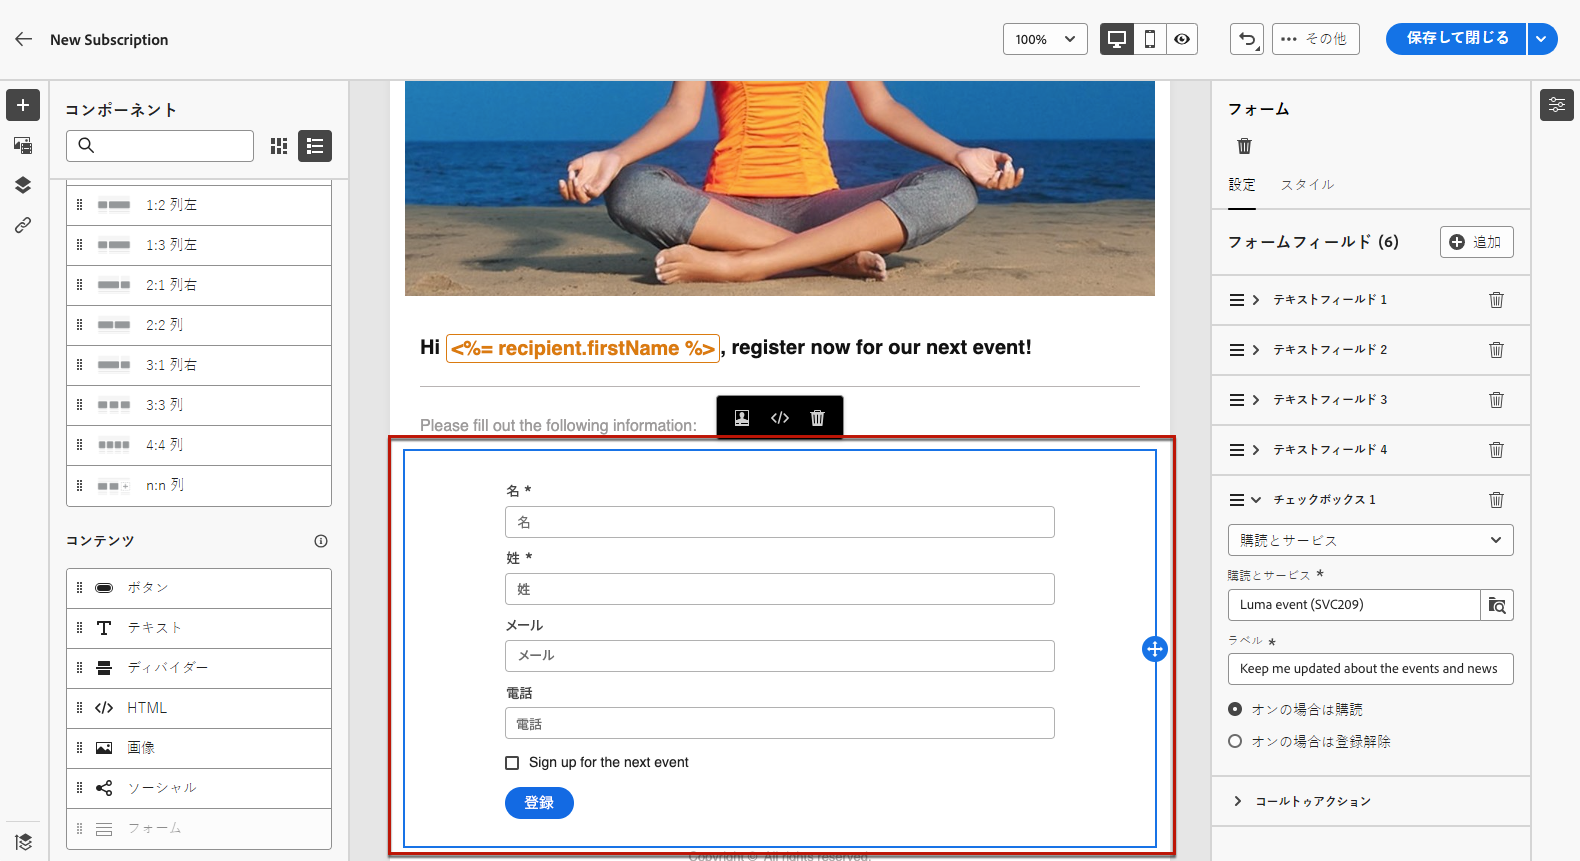 New Subscription
100%
その他
保存して閉じる
コンポーネント
1:2 列左
1:3 列左
2:1 列右
2:2 列
3:1 列右
3:3 列
4:4 列
n:n 列
コンテンツ
ボタン
テキスト
ディバイダー
HTML
画像
ソーシャル
フォーム
Hi <%= recipient.firstName %>, register now for our next event!
Please fill out the following information:
名 *
名
姓 *
姓
メール
メール
電話
電話
Sign up for the next event
登録
Copyright © All rights reserved.
フォーム
設定 スタイル
フォームフィールド (6)
追加
テキストフィールド 1
テキストフィールド 2
テキストフィールド 3
テキストフィールド 4
チェックボックス 1
購読とサービス
購読とサービス *
Luma event (SVC209)
ラベル *
Keep me updated about the events and news
オンの場合は購読
オンの場合は登録解除
コールトゥアクション